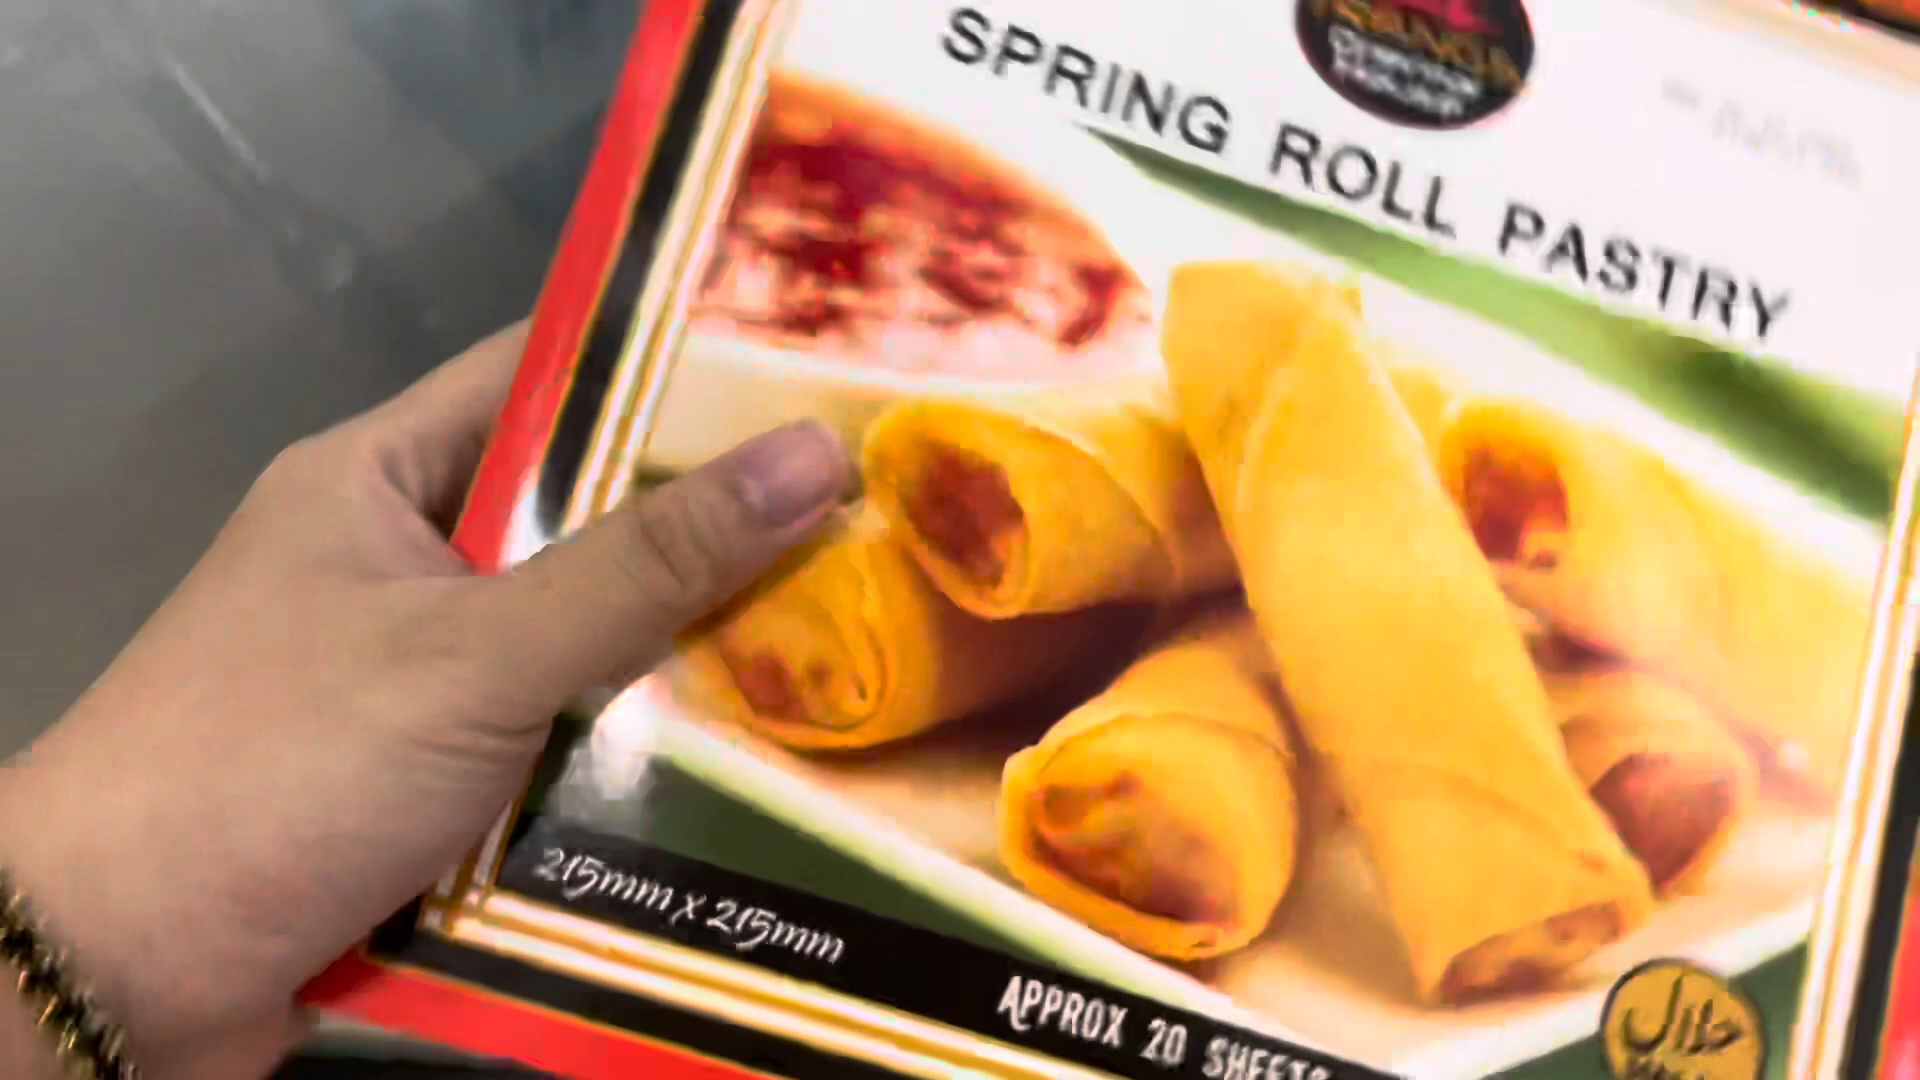 SPRING ROLL PASTRY
215mm x 215mm
APPROX 20 SHEETS
حلال